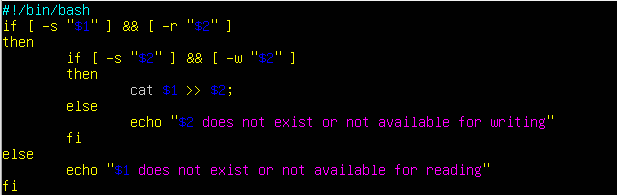 #!/bin/bash
if [ -s "$1" ] && [ -r "$2" ]
then
if [ -s "$2" ] && [ -w "$2" ]
then
cat $1 >> $2;
else
echo "$2 does not exist or not available for writing"
fi
else
echo "$1 does not exist or not available for reading"
fi